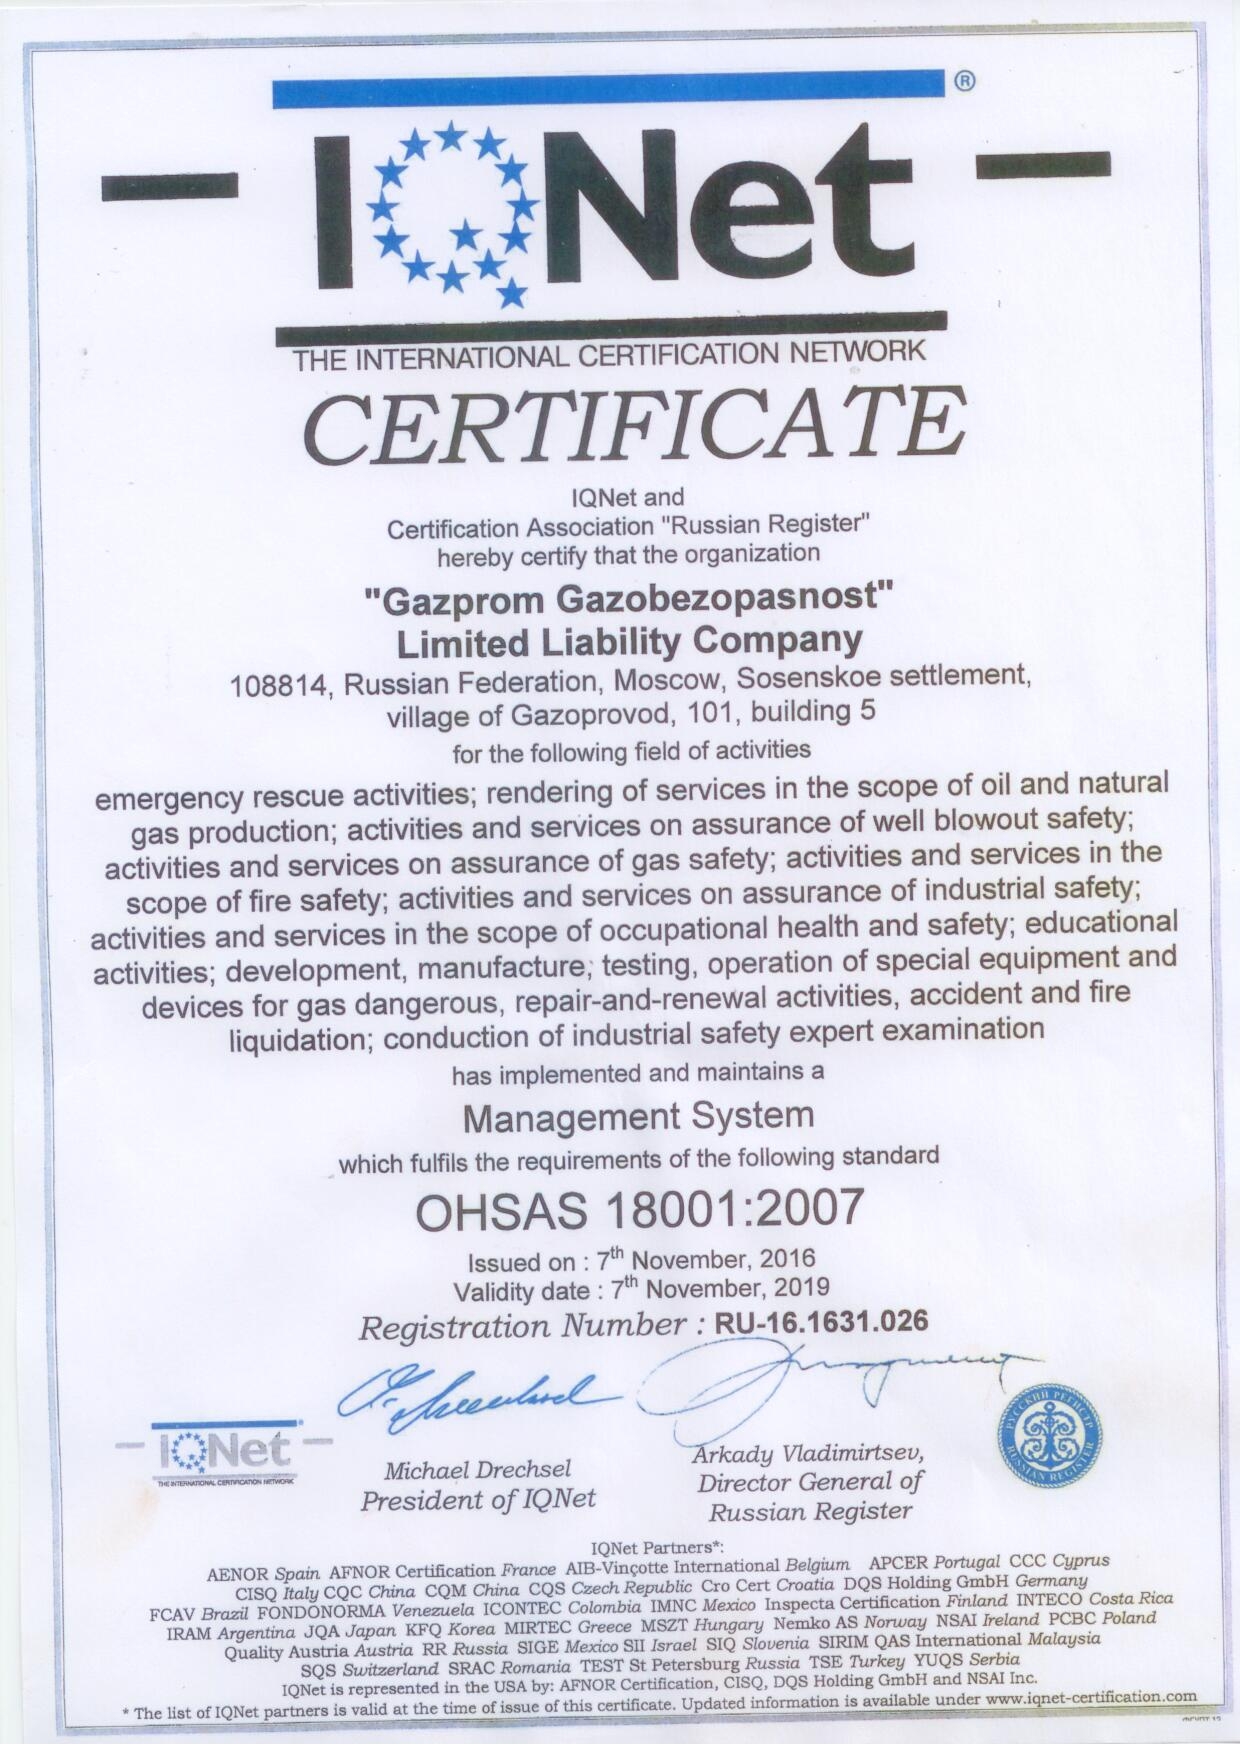 ®
IQNet
THE INTERNATIONAL CERTIFICATION NETWORK
CERTIFICATE
IQNet and
Certification Association "Russian Register"
hereby certify that the organization
"Gazprom Gazobezopasnost"
Limited Liability Company
108814, Russian Federation, Moscow, Sosenskoe settlement,
village of Gazoprovod, 101, building 5
for the following field of activities
emergency rescue activities; rendering of services in the scope of oil and natural
gas production; activities and services on assurance of well blowout safety;
activities and services on assurance of gas safety; activities and services in the
scope of fire safety; activities and services on assurance of industrial safety;
activities and services in the scope of occupational health and safety; educational
activities; development, manufacture; testing, operation of special equipment and
devices for gas dangerous, repair-and-renewal activities, accident and fire
liquidation; conduction of industrial safety expert examination
has implemented and maintains a
Management System
which fulfils the requirements of the following standard
OHSAS 18001:2007
Issued on : 7th November, 2016
Validity date : 7th November, 2019
Registration Number : RU-16.1631.026
IQNet
THE INTERNATIONAL CERTIFICATION NETWORK
Michael Drechsel
President of IQNet
Arkady Vladimirtsev,
Director General of
Russian Register
РУССКИЙ РЕГИСТР
RUSSIAN REGISTER
IQNet Partners*:
AENOR Spain AFNOR Certification France AIB-Vinçotte International Belgium APCER Portugal CCC Cyprus
CISQ Italy CQC China CQM China CQS Czech Republic Cro Cert Croatia DQS Holding GmbH Germany
FCAV Brazil FONDONORMA Venezuela ICONTEC Colombia IMNC Mexico Inspecta Certification Finland INTECO Costa Rica
IRAM Argentina JQA Japan KFQ Korea MIRTEC Greece MSZT Hungary Nemko AS Norway NSAI Ireland PCBC Poland
Quality Austria Austria RR Russia SIGE Mexico SII Israel SIQ Slovenia SIRIM QAS International Malaysia
SQS Switzerland SRAC Romania TEST St Petersburg Russia TSE Turkey YUQS Serbia
IQNet is represented in the USA by: AFNOR Certification, CISQ, DQS Holding GmbH and NSAI Inc.
* The list of IQNet partners is valid at the time of issue of this certificate. Updated information is available under www.iqnet-certification.com